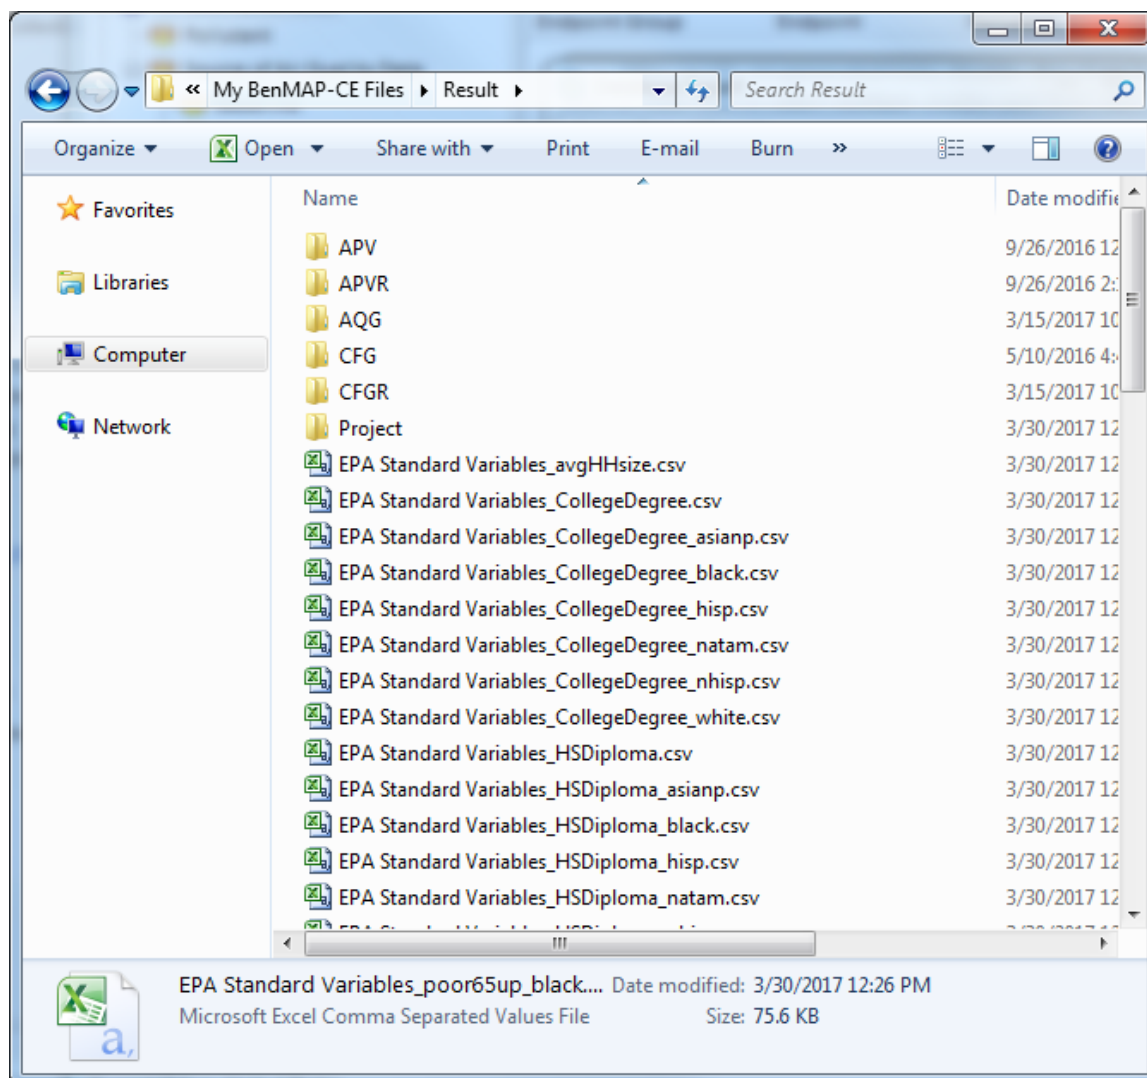 « My BenMAP-CE Files Result Search Result
Organize Open Share with Print E-mail Burn »
Favorites
Libraries
Computer
Network
Name Date modifie
APV 9/26/2016 12
APVR 9/26/2016 2:
AQG 3/15/2017 10
CFG 5/10/2016 4:
CFGR 3/15/2017 10
Project 3/30/2017 12
EPA Standard Variables_avgHHsize.csv 3/30/2017 12
EPA Standard Variables_CollegeDegree.csv 3/30/2017 12
EPA Standard Variables_CollegeDegree_asianp.csv 3/30/2017 12
EPA Standard Variables_CollegeDegree_black.csv 3/30/2017 12
EPA Standard Variables_CollegeDegree_hisp.csv 3/30/2017 12
EPA Standard Variables_CollegeDegree_natam.csv 3/30/2017 12
EPA Standard Variables_CollegeDegree_nhisp.csv 3/30/2017 12
EPA Standard Variables_CollegeDegree_white.csv 3/30/2017 12
EPA Standard Variables_HSDiploma.csv 3/30/2017 12
EPA Standard Variables_HSDiploma_asianp.csv 3/30/2017 12
EPA Standard Variables_HSDiploma_black.csv 3/30/2017 12
EPA Standard Variables_HSDiploma_hisp.csv 3/30/2017 12
EPA Standard Variables_HSDiploma_natam.csv 3/30/2017 12
EPA Standard Variables_poor65up_black.... Date modified: 3/30/2017 12:26 PM
Microsoft Excel Comma Separated Values File Size: 75.6 KB